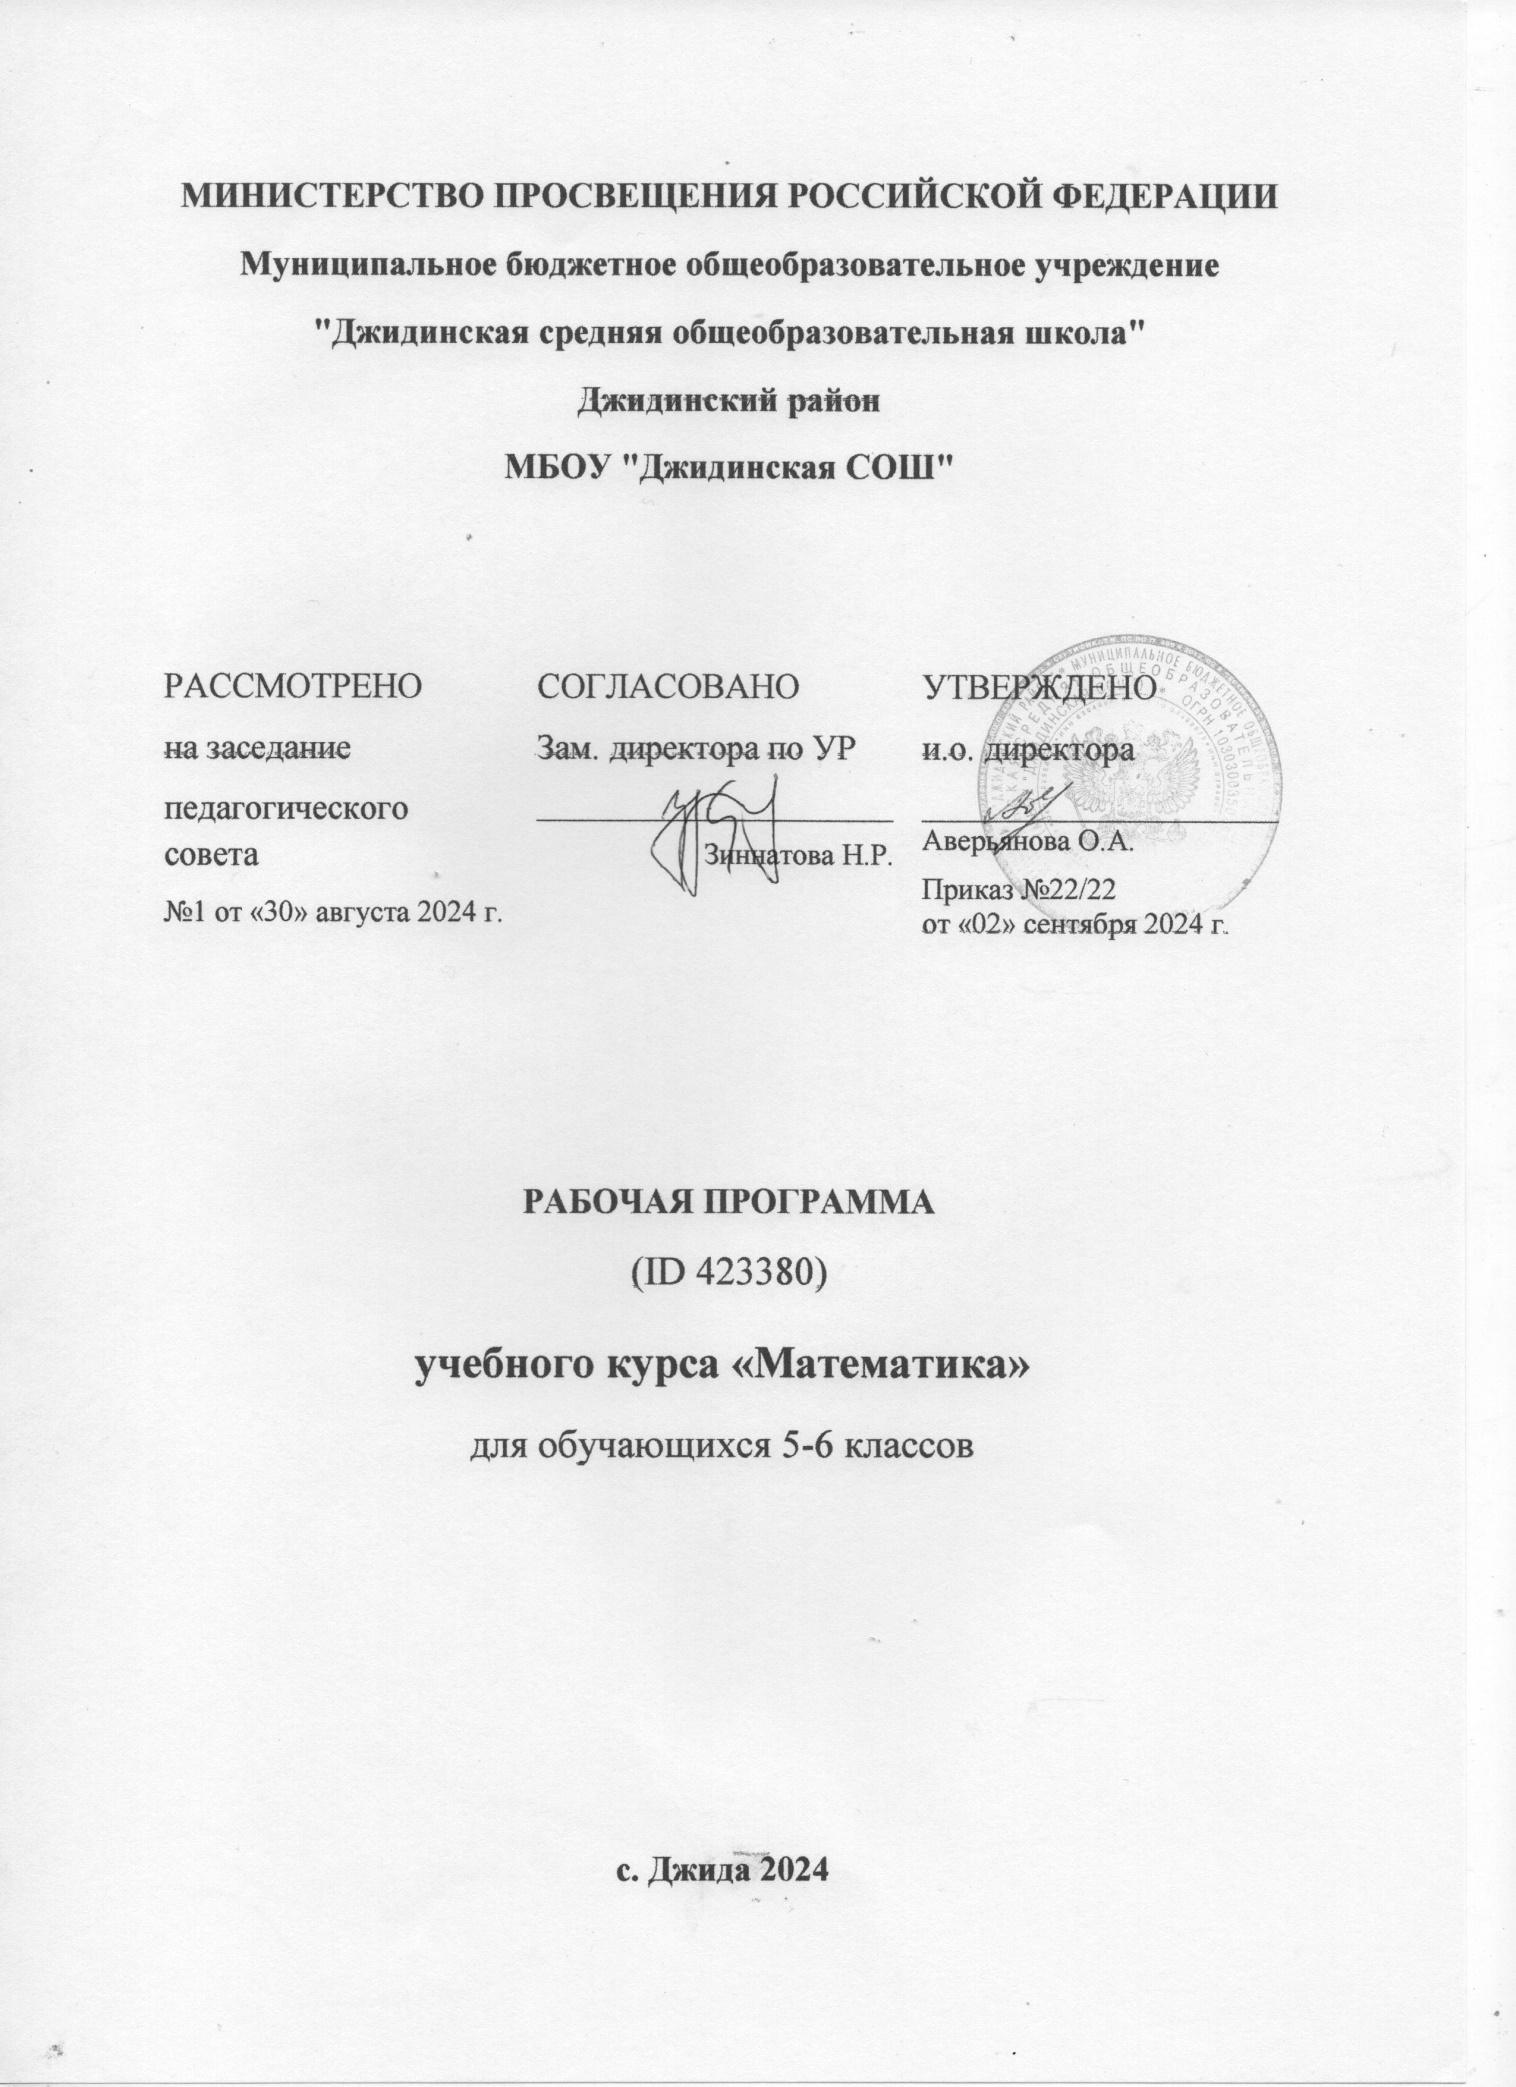 МИНИСТЕРСТВО ПРОСВЕЩЕНИЯ РОССИЙСКОЙ ФЕДЕРАЦИИ
Муниципальное бюджетное общеобразовательное учреждение
"Джидинская средняя общеобразовательная школа"
Джидинский район
МБОУ "Джидинская СОШ"
РАССМОТРЕНО
на заседание
педагогического
совета
№1 от «30» августа 2024 г.
СОГЛАСОВАНО
Зам. директора по УР
Зиннатова Н.Р.
УТВЕРЖДЕНО
и.о. директора
Аверьянова О.А.
Приказ №22/22
от «02» сентября 2024 г.
МУНИЦИПАЛЬНОЕ БЮДЖЕТНОЕ
РАБОЧАЯ ПРОГРАММА
(ID 423380)
учебного курса «Математика»
для обучающихся 5-6 классов
с. Джида 2024